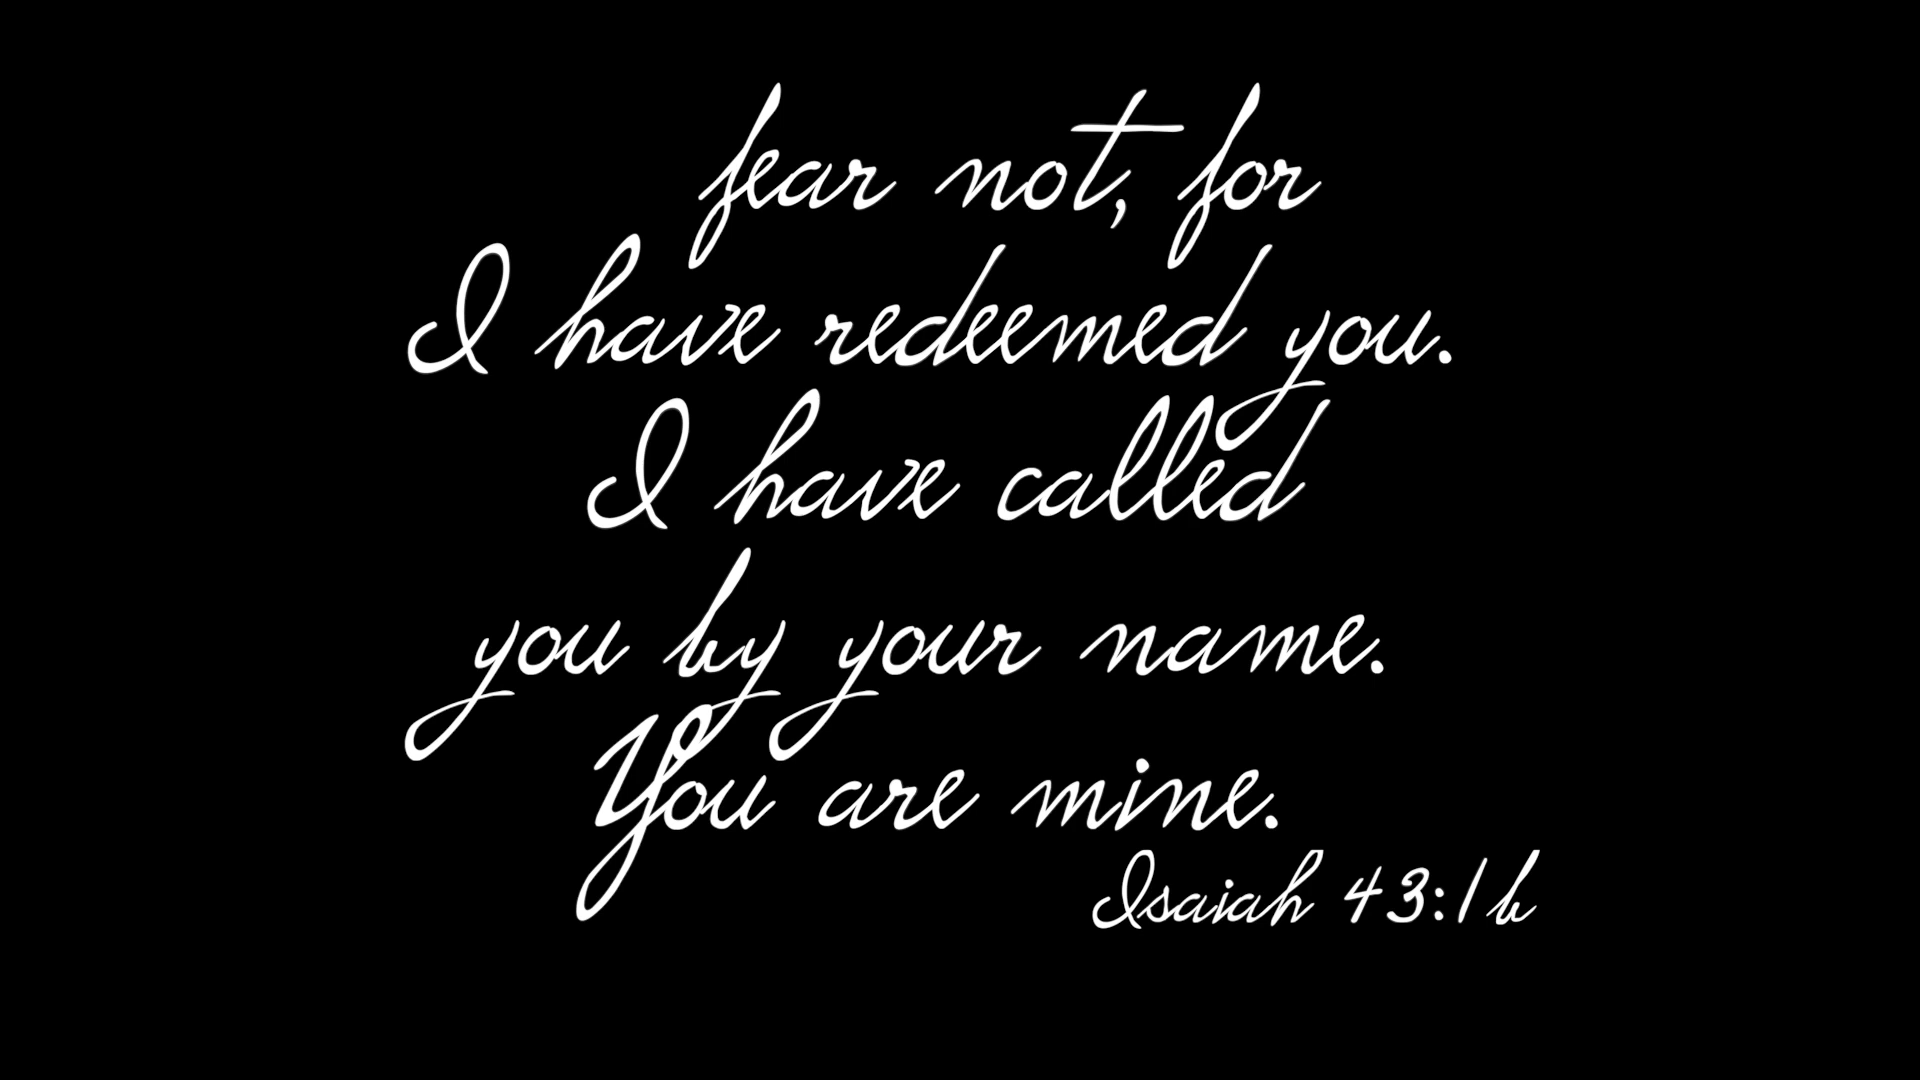 fear not, for
I have redeemed you.
I have called
you by your name.
You are mine.
Isaiah 43:1b